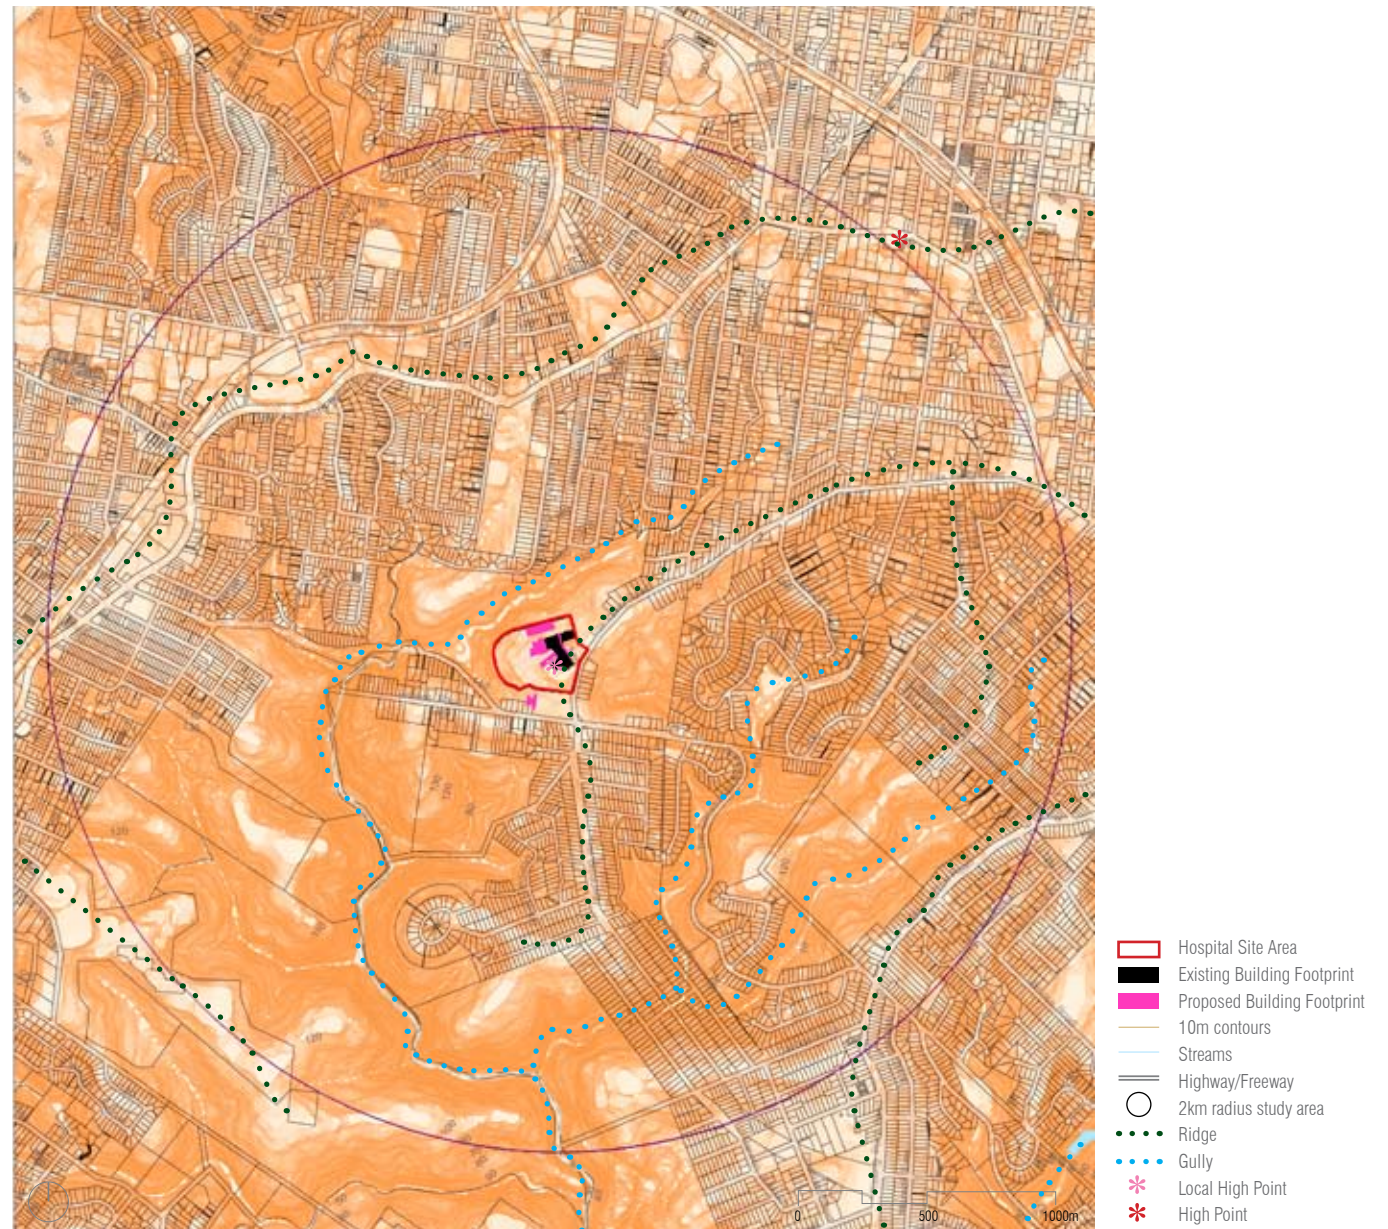 120
0
500
1000m
Hospital Site Area
Existing Building Footprint
Proposed Building Footprint
10m contours
Streams
Highway/Freeway
2km radius study area
Ridge
Gully
Local High Point
High Point